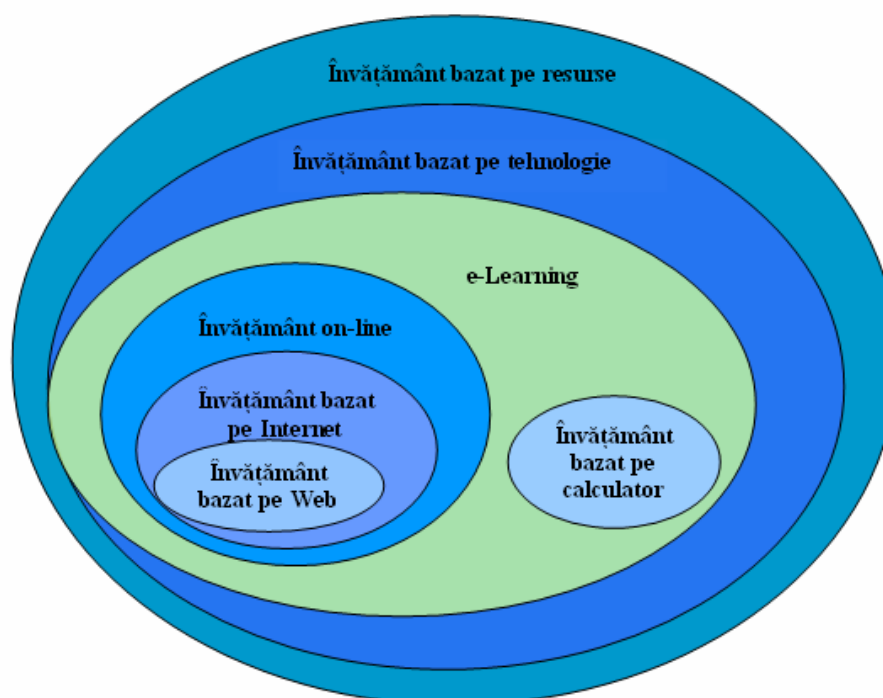 Învățământ bazat pe resurse
Învățământ bazat pe tehnologie
e-Learning
Învățământ on-line
Învățământ bazat
pe Internet
Învățământ
bazat pe Web
Învățământ
bazat pe
calculator